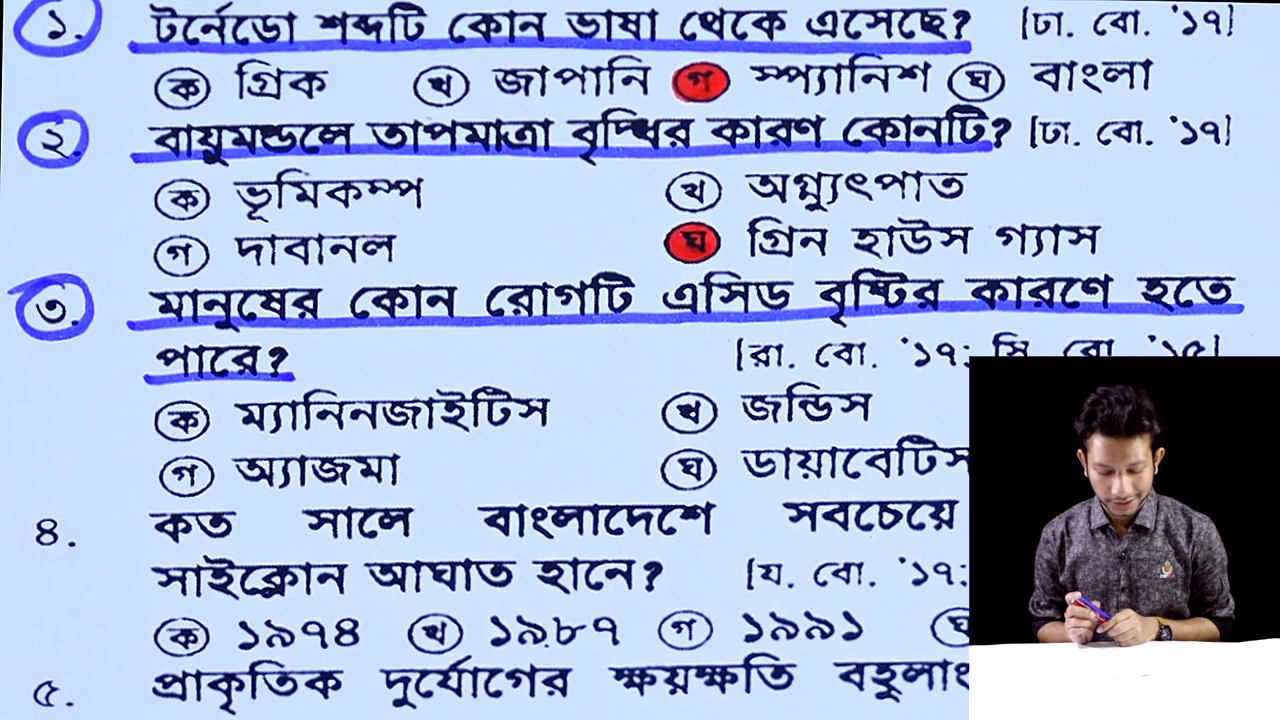 ১. টর্নেডো শব্দটি কোন ভাষা থেকে এসেছে? [ঢা. বো. '১৭]
ক গ্রিক খ জাপানি গ স্প্যানিশ ঘ বাংলা
২. বায়ুমন্ডলে তাপমাত্রা বৃদ্ধির কারণ কোনটি? [ঢা. বো. '১৭]
ক ভূমিকম্প খ অগ্ন্যুৎপাত
গ দাবানল ঘ গ্রিন হাউস গ্যাস
৩. মানুষের কোন রোগটি এসিড বৃষ্টির কারণে হতে
পারে? [রা. বো. '১৭; সি. বো. '১৫]
ক ম্যানিনজাইটিস খ জন্ডিস
গ অ্যাজমা ঘ ডায়াবেটিস
৪. কত সালে বাংলাদেশে সবচেয়ে
সাইক্লোন আঘাত হানে? [য. বো. '১৭;
ক ১৯৭৪ খ ১৯৮৭ গ ১৯৯১ ঘ
৫. প্রাকৃতিক দুর্যোগের ক্ষয়ক্ষতি